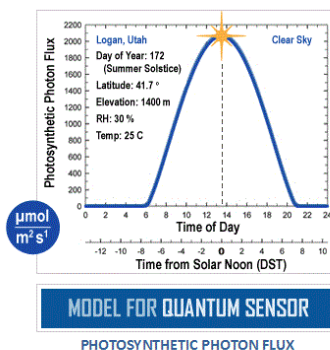 2200
2000
1800
1600
1400
1200
1000
800
600
400
200
0
Photosynthetic Photon Flux
Logan, Utah
Clear Sky
Day of Year: 172
(Summer Solstice)
Latitude: 41.7 °
Elevation: 1400 m
RH: 30 %
Temp: 25 C
µmol
m² s¹
0 2 4 6 8 10 12 14 16 18 20 22 24
Time of Day
-12 -10 -8 -6 -4 -2 0 2 4 6 8 10
Time from Solar Noon (DST)
MODEL FOR QUANTUM SENSOR
PHOTOSYNTHETIC PHOTON FLUX